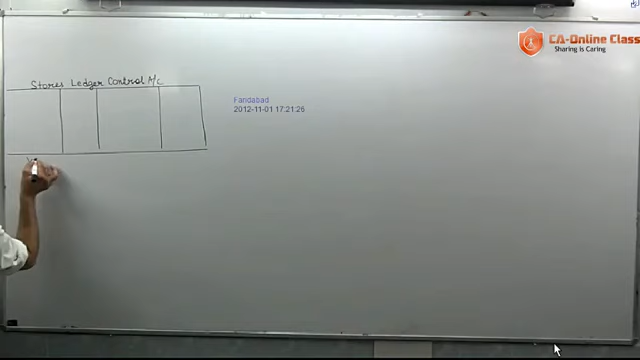 CA-Online Class
Sharing is Caring
Stores Ledger Control A/c
Faridabad
2012-11-01 17:21:26